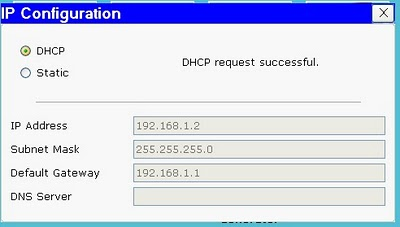 IP Configuration
X
DHCP
DHCP request successful.
Static
IP Address 192.168.1.2
Subnet Mask 255.255.255.0
Default Gateway 192.168.1.1
DNS Server